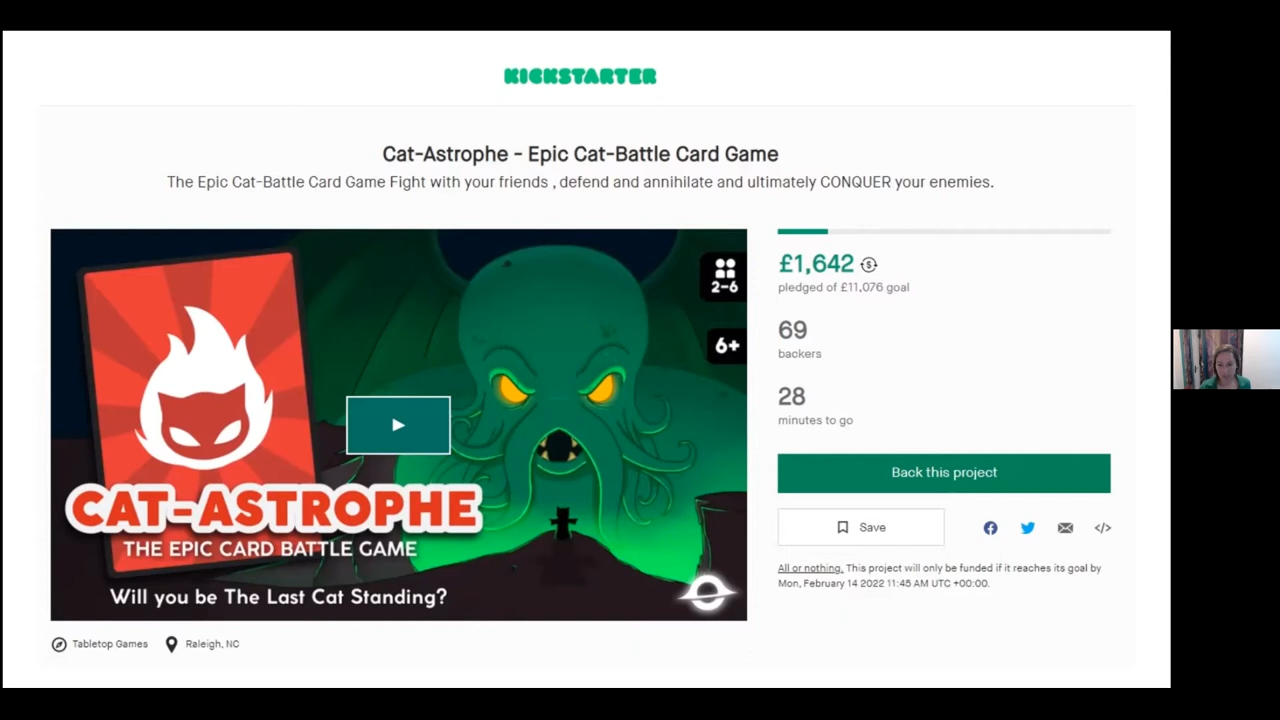 KICKSTARTER
Cat-Astrophe - Epic Cat-Battle Card Game
The Epic Cat-Battle Card Game Fight with your friends , defend and annihilate and ultimately CONQUER your enemies.
2-6
6+
CAT-ASTROPHE
THE EPIC CARD BATTLE GAME
Will you be The Last Cat Standing?
Tabletop Games
Raleigh, NC
£1,642
pledged of £11,076 goal
69
backers
28
minutes to go
Back this project
Save
All or nothing. This project will only be funded if it reaches its goal by
Mon, February 14 2022 11:45 AM UTC +00:00.